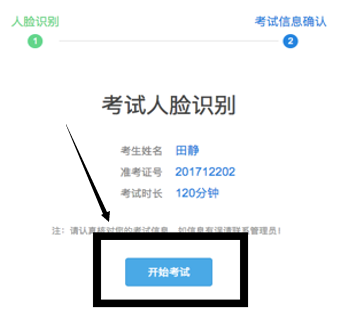 人脸识别
考试信息确认
1
2
考试人脸识别
考生姓名 田静
准考证号 201712202
考试时长 120分钟
注：请认真核对您的考试信息，如信息有误请联系管理员！
开始考试